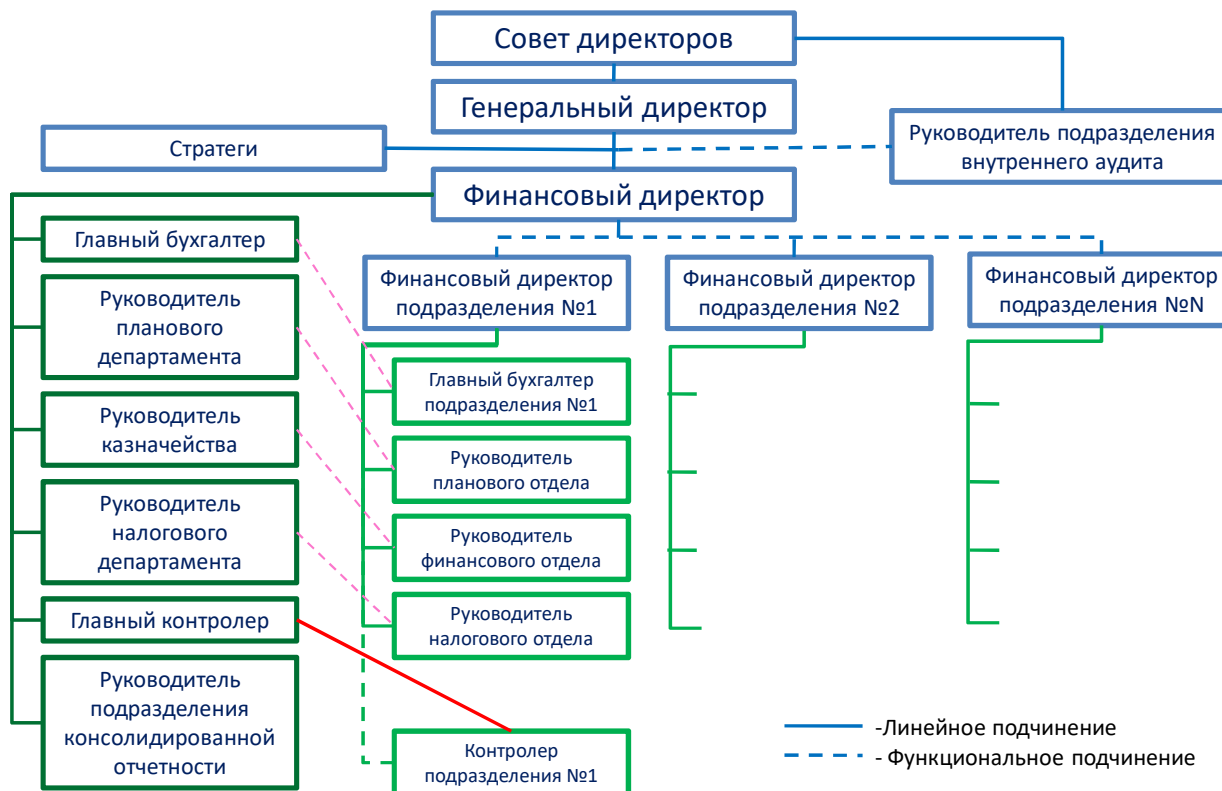 Совет директоров
Генеральный директор
Стратеги
Руководитель подразделения
внутреннего аудита
Финансовый директор
Главный бухгалтер
Руководитель
планового
департамента
Руководитель
казначейства
Руководитель
налогового
департамента
Главный контролер
Руководитель
подразделения
консолидированной
отчетности
Финансовый директор
подразделения №1
Финансовый директор
подразделения №2
Финансовый директор
подразделения №N
Главный бухгалтер
подразделения №1
Руководитель
планового отдела
Руководитель
финансового отдела
Руководитель
налогового отдела
Контролер
подразделения №1
-Линейное подчинение
- Функциональное подчинение